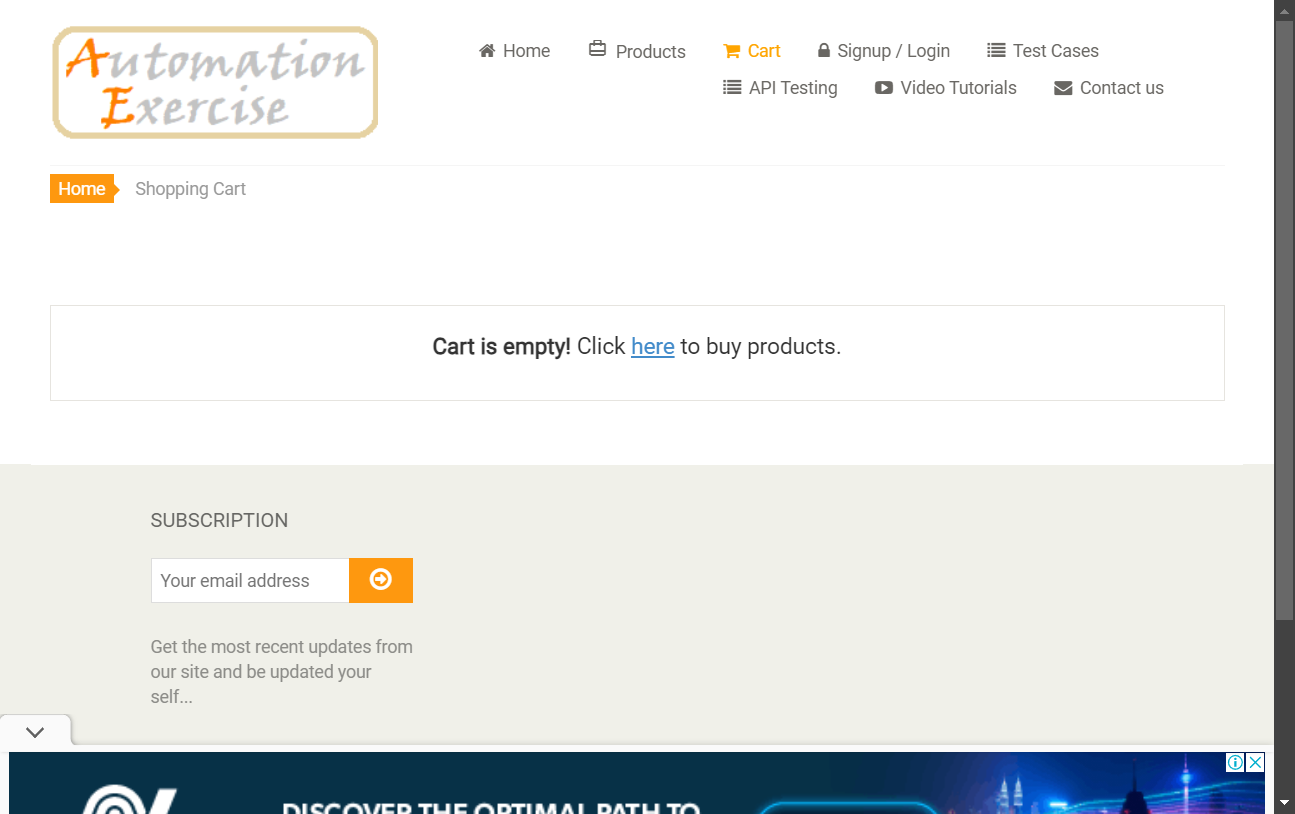 Automation
Exercise
Home
Products
Cart
Signup / Login
Test Cases
API Testing
Video Tutorials
Contact us
Home
Shopping Cart
Cart is empty! Click here to buy products.
SUBSCRIPTION
Your email address
Get the most recent updates from
our site and be updated your
self...
DISCOVER THE OPTIMAL PATH TO